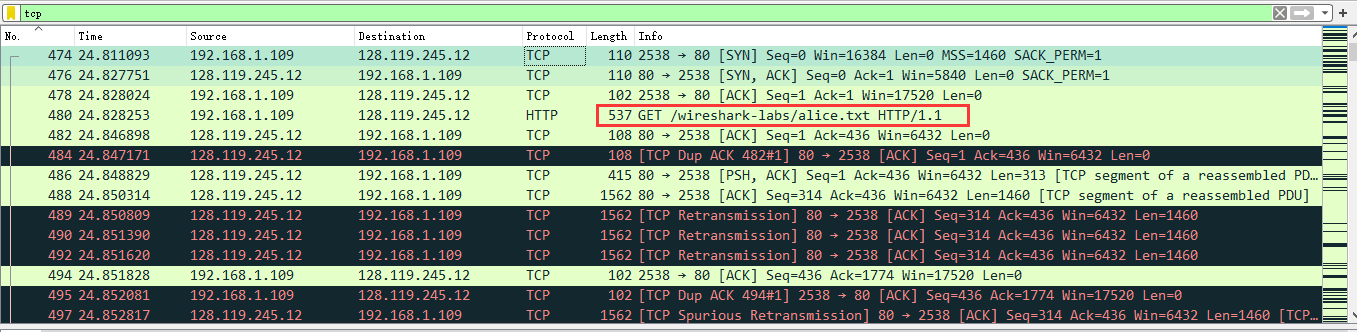 tcp
No. Time Source Destination Protocol Length Info
474 24.811093 192.168.1.109 128.119.245.12 TCP 110 2538 → 80 [SYN] Seq=0 Win=16384 Len=0 MSS=1460 SACK_PERM=1
476 24.827751 128.119.245.12 192.168.1.109 TCP 110 80 → 2538 [SYN, ACK] Seq=0 Ack=1 Win=5840 Len=0 SACK_PERM=1
478 24.828024 192.168.1.109 128.119.245.12 TCP 102 2538 → 80 [ACK] Seq=1 Ack=1 Win=17520 Len=0
480 24.828253 192.168.1.109 128.119.245.12 HTTP 537 GET /wireshark-labs/alice.txt HTTP/1.1
482 24.846893 128.119.245.12 192.168.1.109 TCP 108 80 → 2538 [ACK] Seq=1 Ack=436 Win=6432 Len=0
484 24.847171 128.119.245.12 192.168.1.109 TCP 108 [TCP Dup ACK 482#1] 80 → 2538 [ACK] Seq=1 Ack=436 Win=6432 Len=0
486 24.848829 128.119.245.12 192.168.1.109 TCP 415 80 → 2538 [PSH, ACK] Seq=1 Ack=436 Win=6432 Len=313 [TCP segment of a reassembled PD…
488 24.850314 128.119.245.12 192.168.1.109 TCP 1562 80 → 2538 [ACK] Seq=314 Ack=436 Win=6432 Len=1460 [TCP segment of a reassembled PDU]
489 24.850809 128.119.245.12 192.168.1.109 TCP 1562 [TCP Retransmission] 80 → 2538 [ACK] Seq=314 Ack=436 Win=6432 Len=1460
490 24.851390 128.119.245.12 192.168.1.109 TCP 1562 [TCP Retransmission] 80 → 2538 [ACK] Seq=314 Ack=436 Win=6432 Len=1460
492 24.851620 128.119.245.12 192.168.1.109 TCP 1562 [TCP Retransmission] 80 → 2538 [ACK] Seq=314 Ack=436 Win=6432 Len=1460
494 24.851828 192.168.1.109 128.119.245.12 TCP 102 2538 → 80 [ACK] Seq=436 Ack=1774 Win=17520 Len=0
495 24.852081 192.168.1.109 128.119.245.12 TCP 102 [TCP Dup ACK 494#1] 2538 → 80 [ACK] Seq=436 Ack=1774 Win=17520 Len=0
497 24.852817 128.119.245.12 192.168.1.109 TCP 1562 [TCP Spurious Retransmission] 80 → 2538 [ACK] Seq=314 Ack=436 Win=6432 Len=1460 [TCP…